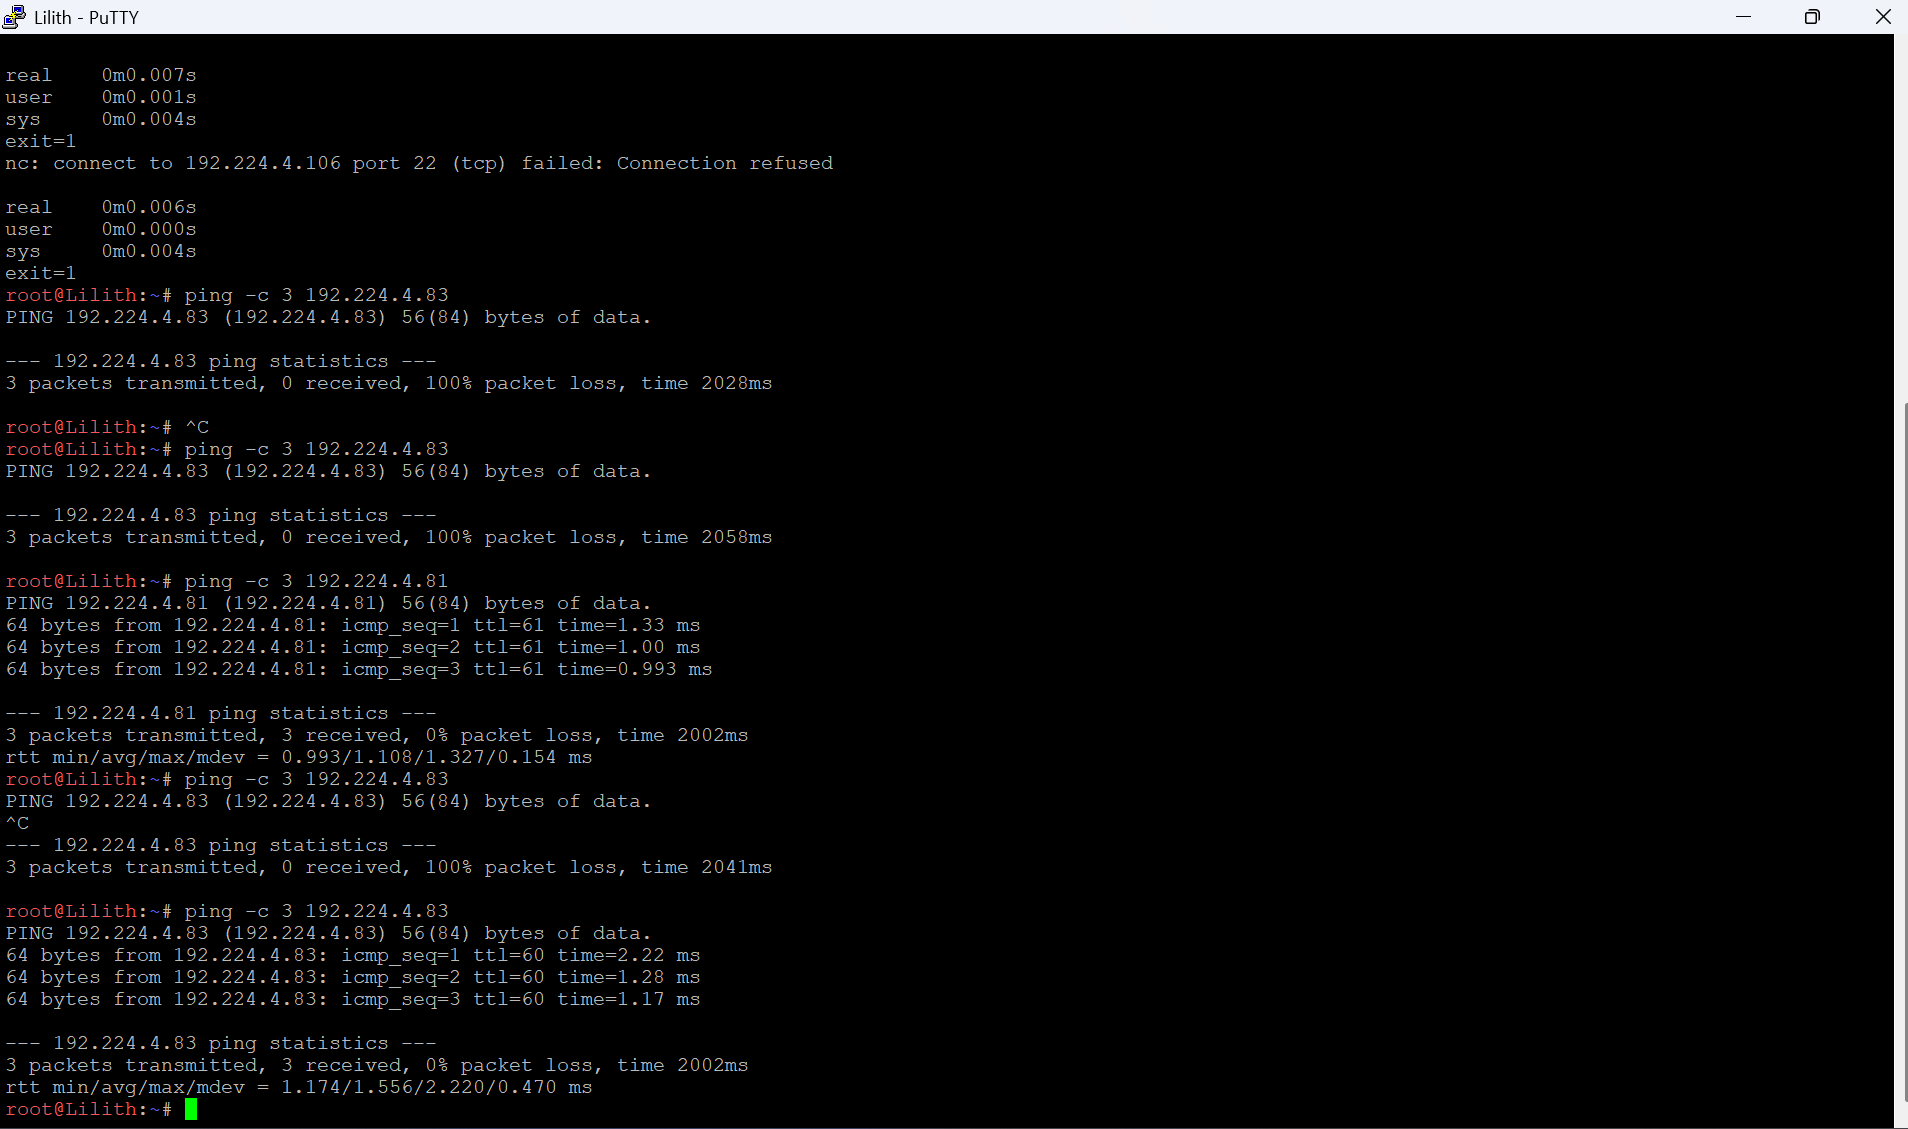 Lilith - PuTTY
real    0m0.007s
user    0m0.001s
sys     0m0.004s
exit=1
nc: connect to 192.224.4.106 port 22 (tcp) failed: Connection refused
real    0m0.006s
user    0m0.000s
sys     0m0.004s
exit=1
root@Lilith:~# ping -c 3 192.224.4.83
PING 192.224.4.83 (192.224.4.83) 56(84) bytes of data.
--- 192.224.4.83 ping statistics ---
3 packets transmitted, 0 received, 100% packet loss, time 2028ms
root@Lilith:~# ^C
root@Lilith:~# ping -c 3 192.224.4.83
PING 192.224.4.83 (192.224.4.83) 56(84) bytes of data.
--- 192.224.4.83 ping statistics ---
3 packets transmitted, 0 received, 100% packet loss, time 2058ms
root@Lilith:~# ping -c 3 192.224.4.81
PING 192.224.4.81 (192.224.4.81) 56(84) bytes of data.
64 bytes from 192.224.4.81: icmp_seq=1 ttl=61 time=1.33 ms
64 bytes from 192.224.4.81: icmp_seq=2 ttl=61 time=1.00 ms
64 bytes from 192.224.4.81: icmp_seq=3 ttl=61 time=0.993 ms
--- 192.224.4.81 ping statistics ---
3 packets transmitted, 3 received, 0% packet loss, time 2002ms
rtt min/avg/max/mdev = 0.993/1.108/1.327/0.154 ms
root@Lilith:~# ping -c 3 192.224.4.83
PING 192.224.4.83 (192.224.4.83) 56(84) bytes of data.
^C
--- 192.224.4.83 ping statistics ---
3 packets transmitted, 0 received, 100% packet loss, time 2041ms
root@Lilith:~# ping -c 3 192.224.4.83
PING 192.224.4.83 (192.224.4.83) 56(84) bytes of data.
64 bytes from 192.224.4.83: icmp_seq=1 ttl=60 time=2.22 ms
64 bytes from 192.224.4.83: icmp_seq=2 ttl=60 time=1.28 ms
64 bytes from 192.224.4.83: icmp_seq=3 ttl=60 time=1.17 ms
--- 192.224.4.83 ping statistics ---
3 packets transmitted, 3 received, 0% packet loss, time 2002ms
rtt min/avg/max/mdev = 1.174/1.556/2.220/0.470 ms
root@Lilith:~#